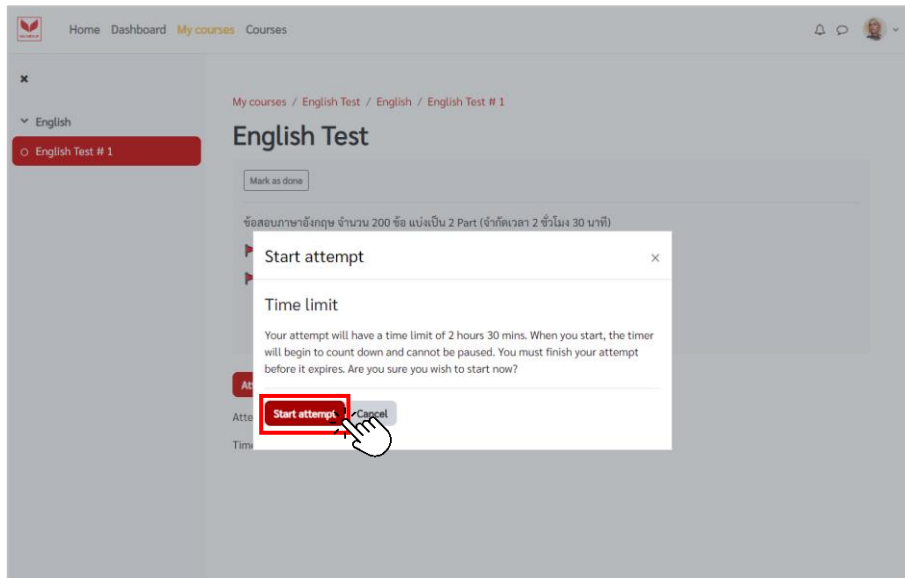 Home Dashboard My courses Courses
My courses / English Test / English / English Test # 1
English
English Test # 1
English Test
Mark as done
ข้อสอบภาษาอังกฤษ จำนวน 200 ข้อ แบ่งเป็น 2 Part (จำกัดเวลา 2 ชั่วโมง 30 นาที)
Start attempt
Time limit
Your attempt will have a time limit of 2 hours 30 mins. When you start, the timer
will begin to count down and cannot be paused. You must finish your attempt
before it expires. Are you sure you wish to start now?
Start attempt Cancel